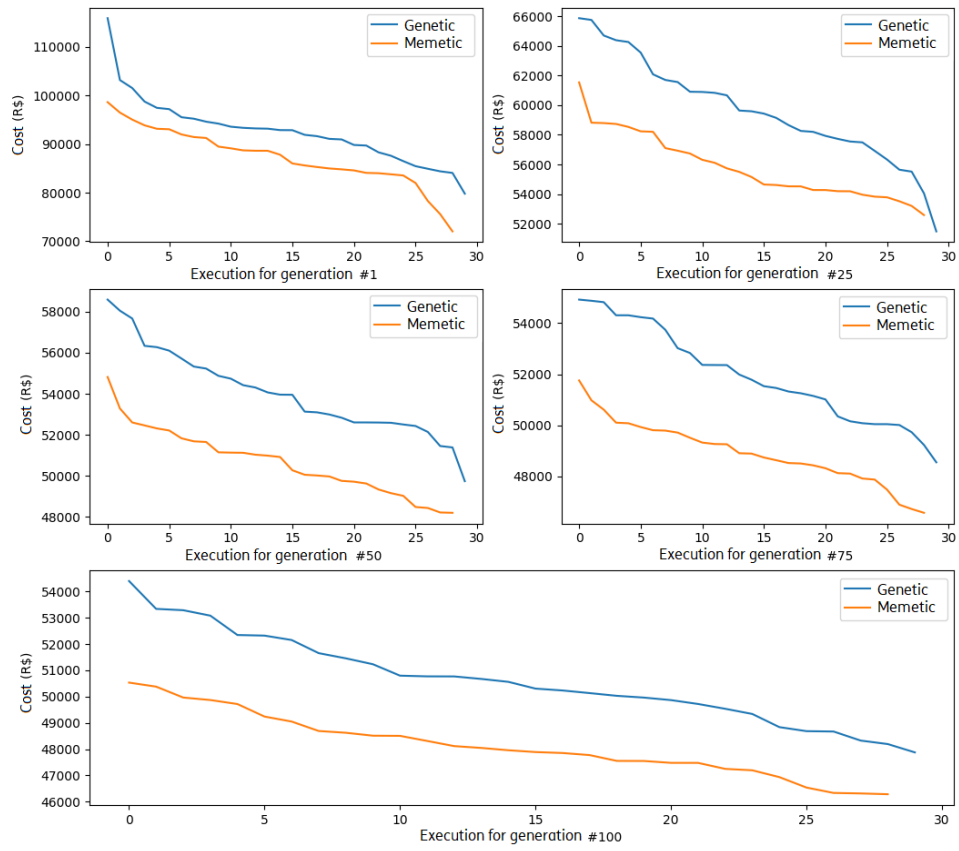 Genetic
Memetic
110000
100000
90000
80000
70000
Cost (R$)
0 5 10 15 20 25 30
Execution for generation #1
Genetic
Memetic
66000
64000
62000
60000
58000
56000
54000
52000
Cost (R$)
0 5 10 15 20 25 30
Execution for generation #25
Genetic
Memetic
58000
56000
54000
52000
50000
48000
Cost (R$)
0 5 10 15 20 25 30
Execution for generation #50
Genetic
Memetic
54000
52000
50000
48000
Cost (R$)
0 5 10 15 20 25 30
Execution for generation #75
Genetic
Memetic
54000
53000
52000
51000
50000
49000
48000
47000
46000
Cost (R$)
0 5 10 15 20 25 30
Execution for generation #100